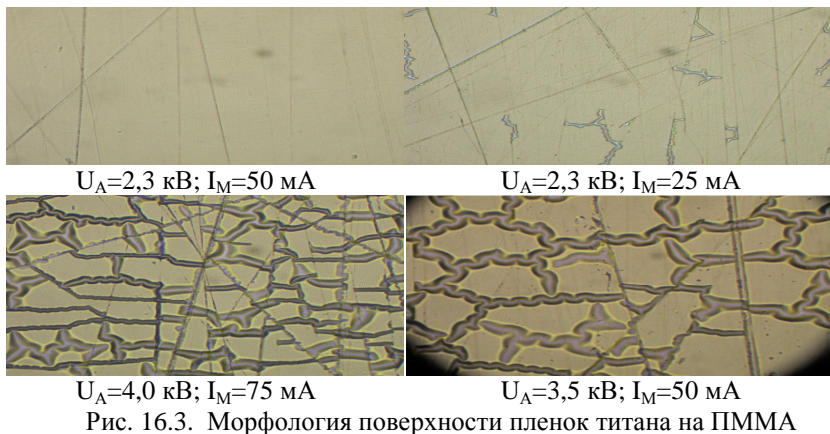 U_A=2,3 кВ; I_M=50 мА
U_A=2,3 кВ; I_M=25 мА
U_A=4,0 кВ; I_M=75 мА
U_A=3,5 кВ; I_M=50 мА
Рис. 16.3. Морфология поверхности пленок титана на ПММА